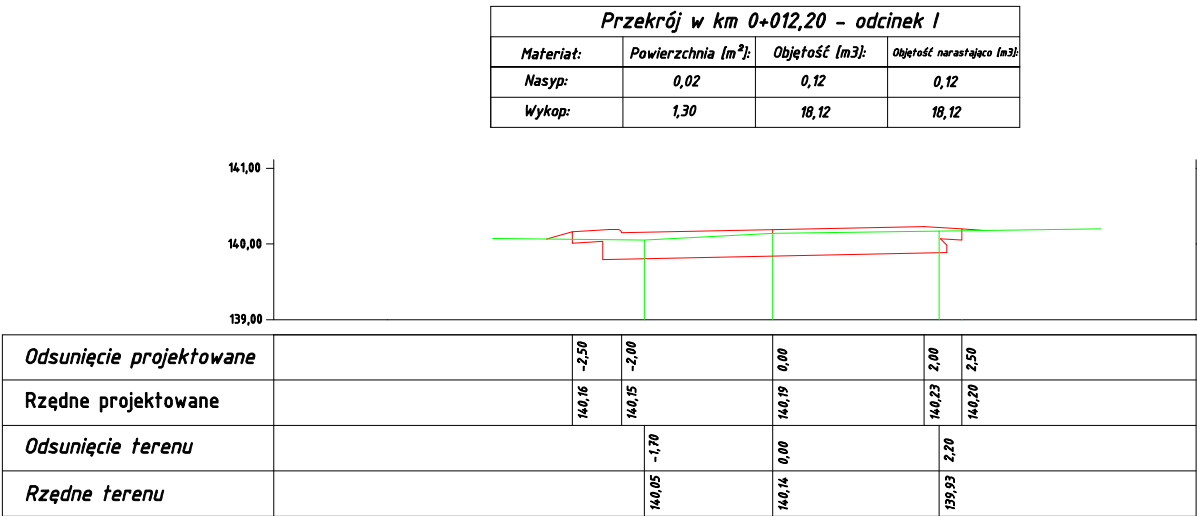 Przekrój w km 0+012,20 - odcinek I
Materiał: Powierzchnia [m²]: Objętość [m3]: Objętość narastająco [m3]:
Nasyp: 0,02 0,12 0,12
Wykop: 1,30 18,12 18,12
141,00
140,00
139,00
Odsunięcie projektowane -2,50 -2,00 0,00 2,00 2,50
Rzędne projektowane 140,16 140,15 140,19 140,23 140,20
Odsunięcie terenu -1,70 0,00 2,20
Rzędne terenu 140,05 140,14 139,93